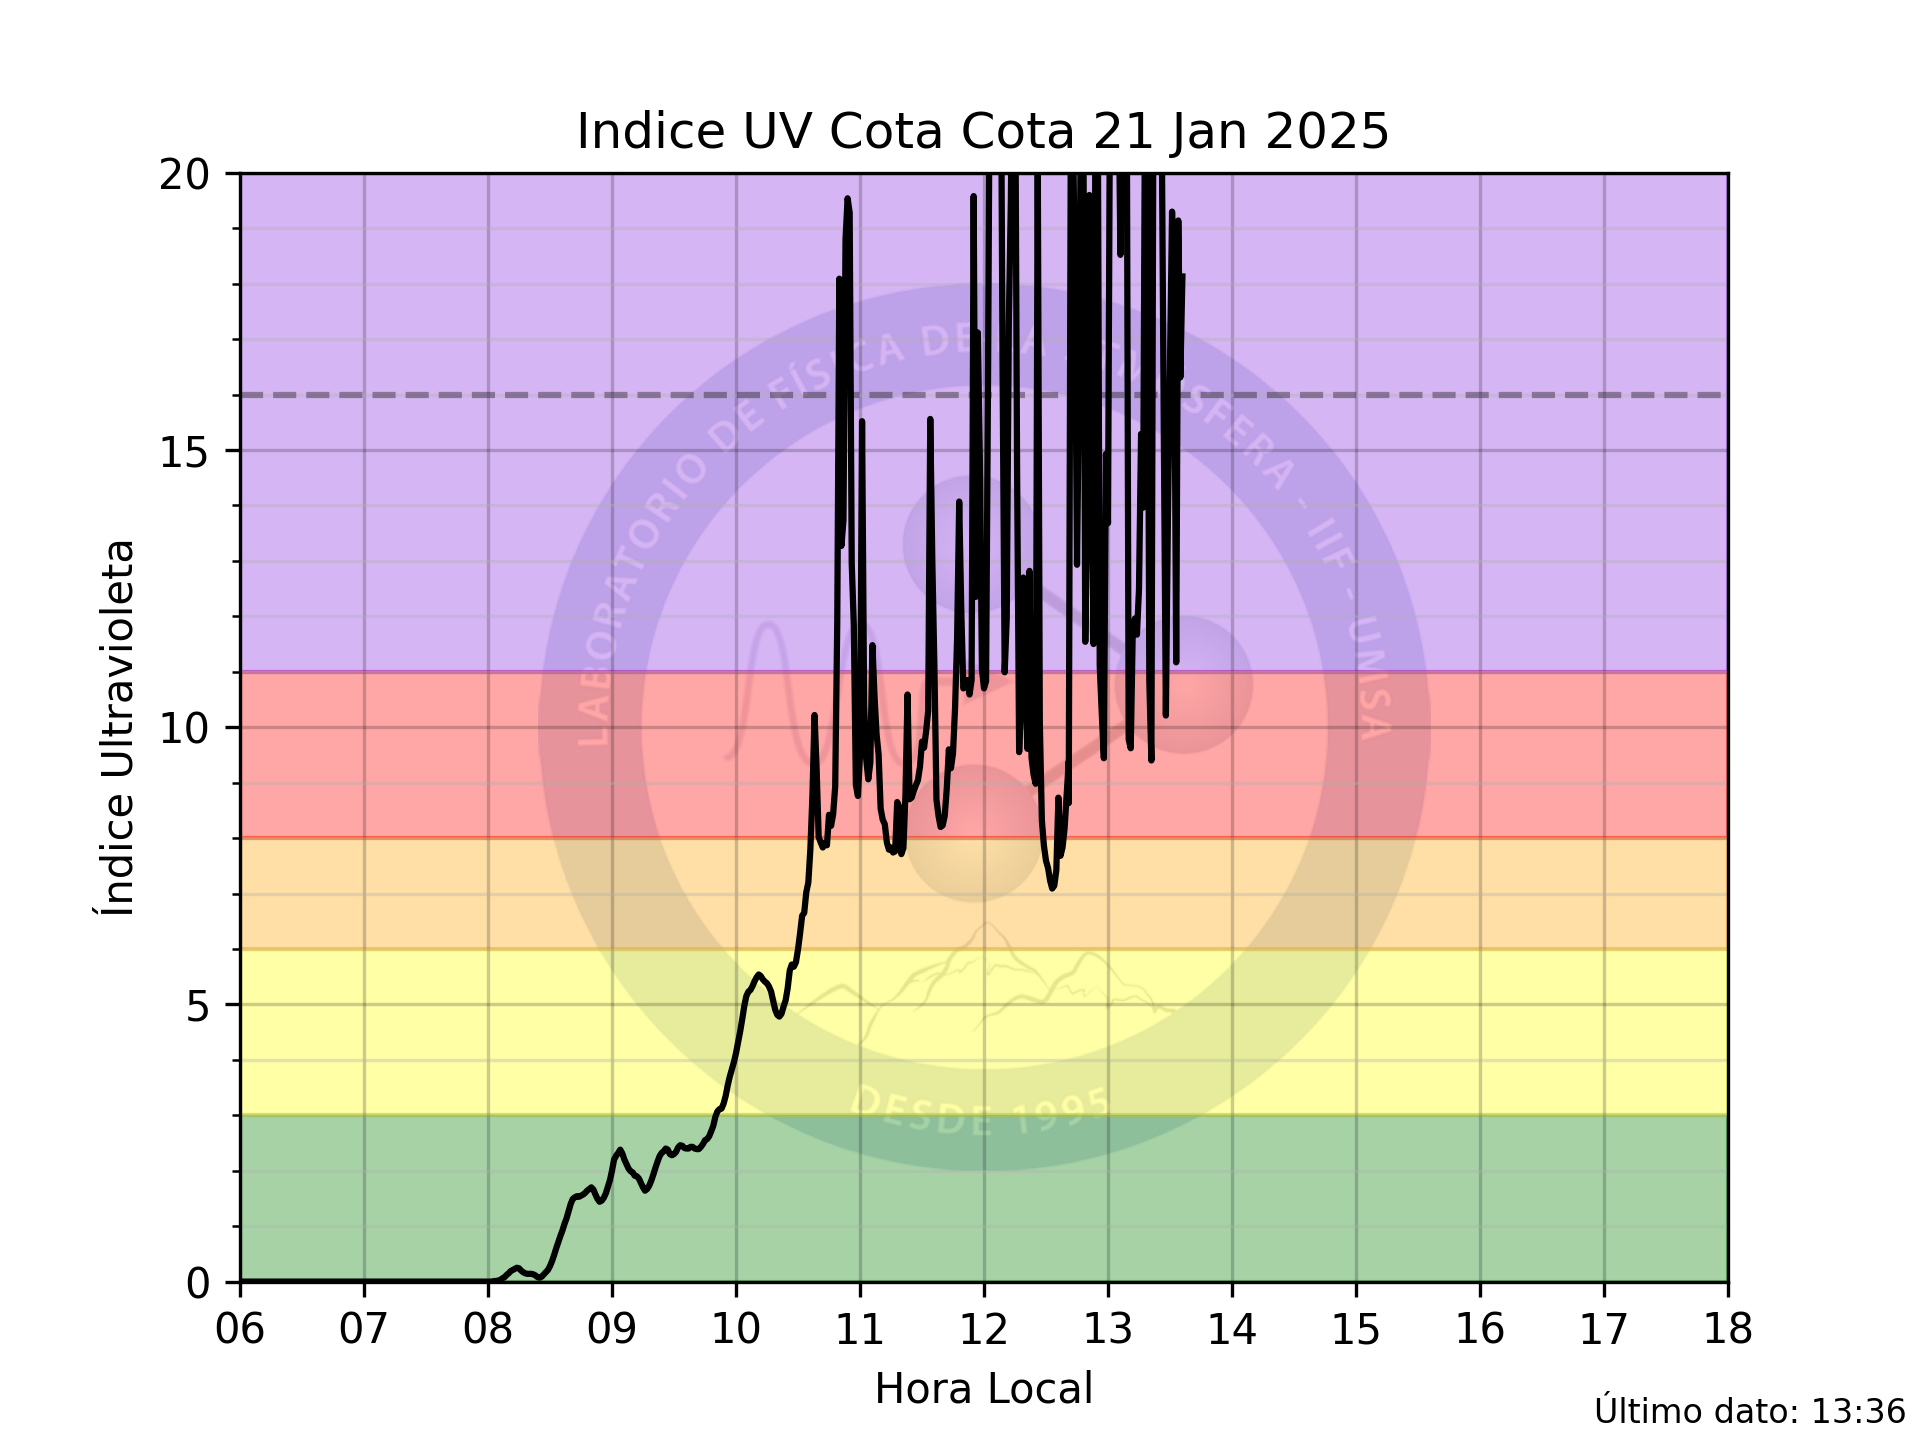 Indice UV Cota Cota 21 Jan 2025
20
15
10
5
0
Índice Ultravioleta
LABORATORIO DE FÍSICA DE LA ATMÓSFERA - IIF - UMSA
DESDE 1995
06 07 08 09 10 11 12 13 14 15 16 17 18
Hora Local
Último dato: 13:36